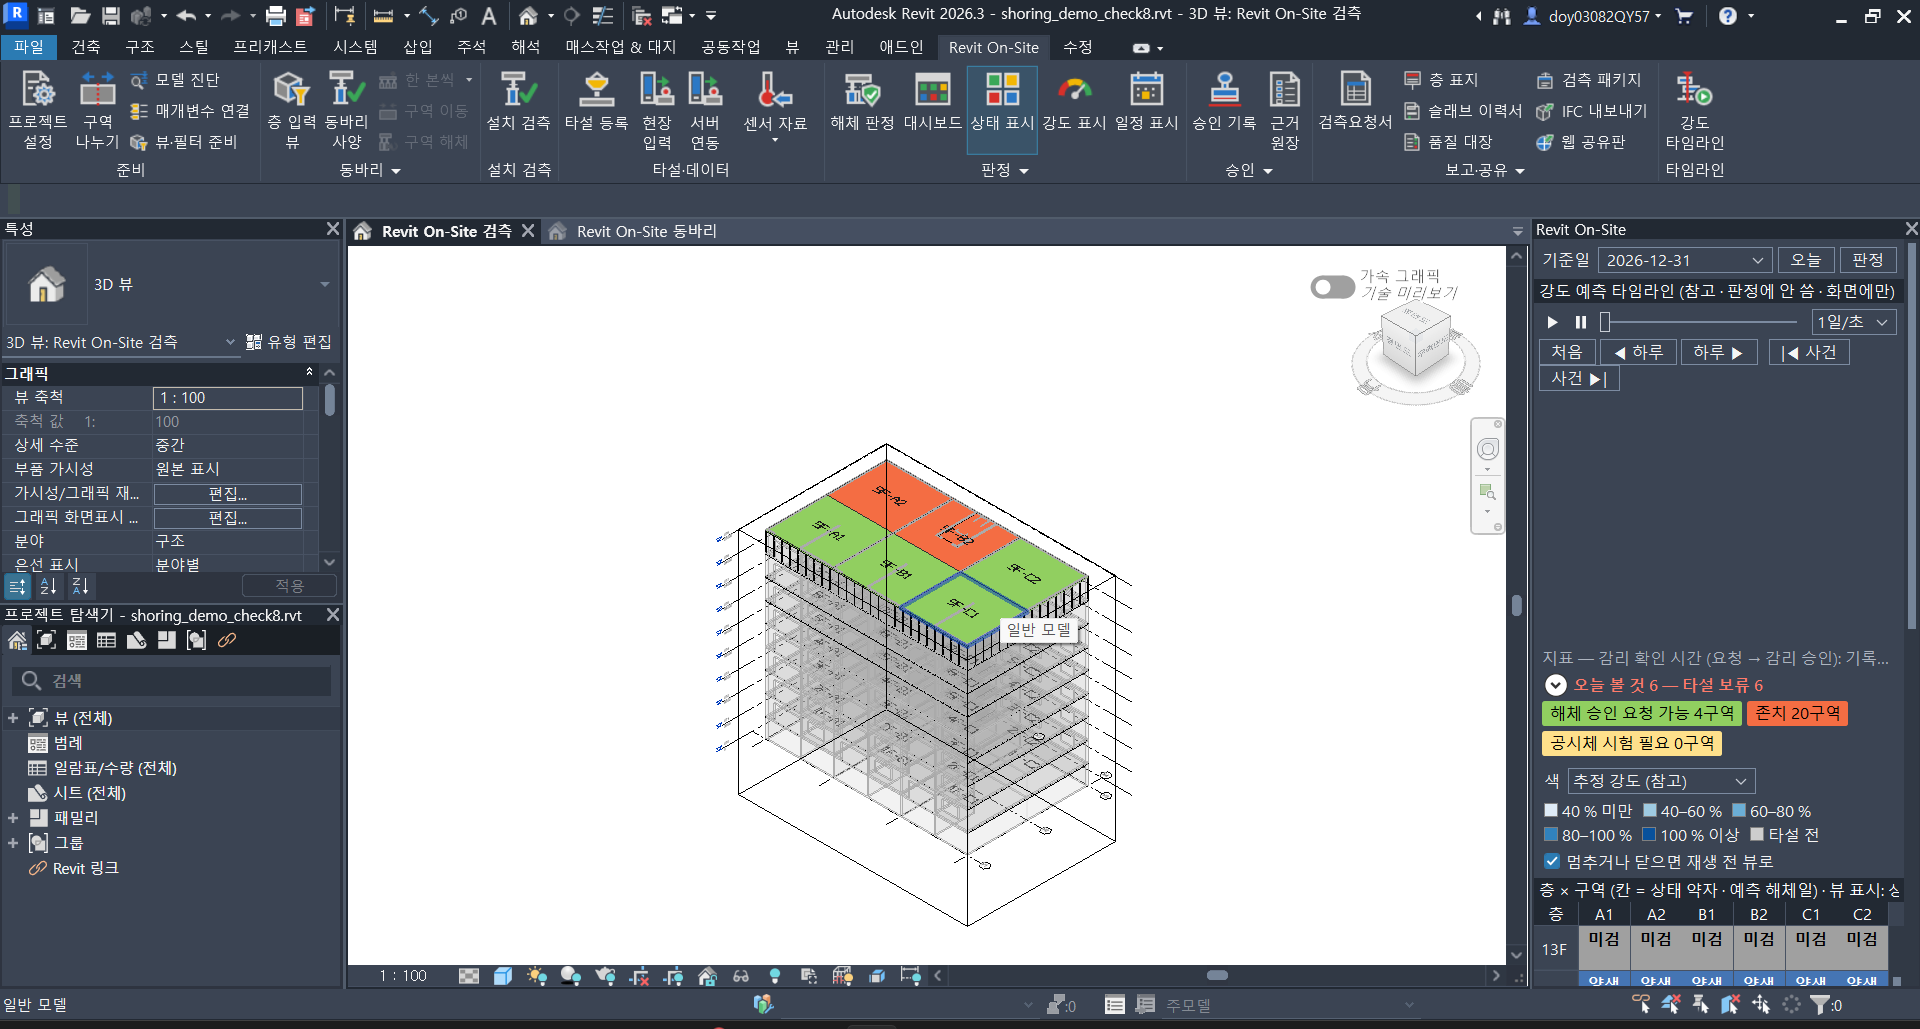 Autodesk Revit 2026.3 - shoring_demo_check8.rvt - 3D 뷰: Revit On-Site 검측
doy03082QY57
파일 건축 구조 스틸 프리캐스트 시스템 삽입 주석 해석 매스작업 & 대지 공동작업 뷰 관리 애드인 Revit On-Site 수정
프로젝트 설정
구역 나누기
모델 진단
매개변수 연결
뷰·필터 준비
준비
층 입력 뷰
동바리 사양
한 본씩
구역 이동
구역 해체
동바리
설치 검측
설치 검측
타설 등록
현장 입력
서버 연동
센서 자료
타설·데이터
해체 판정
대시보드
상태 표시
강도 표시
일정 표시
판정
승인 기록
근거 원장
승인
검측요청서
층 표지
슬래브 이력서
품질 대장
검측 패키지
IFC 내보내기
웹 공유판
보고·공유
강도 타임라인
타임라인
특성
3D 뷰
3D 뷰: Revit On-Site 검측
유형 편집
그래픽
뷰 축척 1 : 100
축척 값 1: 100
상세 수준 중간
부품 가시성 원본 표시
가시성/그래픽 재... 편집...
그래픽 화면표시 ... 편집...
분야 구조
은선 표시 분야별
적용
프로젝트 탐색기 - shoring_demo_check8.rvt
검색
뷰 (전체)
범례
일람표/수량 (전체)
시트 (전체)
패밀리
그룹
Revit 링크
Revit On-Site 검측
Revit On-Site 동바리
가속 그래픽
기술 미리보기
9F-A2
9F-A1
9F-B2
9F-B1
9F-C2
9F-C1
일반 모델
1 : 100
Revit On-Site
기준일 2026-12-31 오늘 판정
강도 예측 타임라인 (참고 · 판정에 안 씀 · 화면에만)
1일/초
처음 ◀ 하루 하루 ▶ |◀ 사건
사건 ▶|
지표 — 감리 확인 시간 (요청 → 감리 승인): 기록...
오늘 볼 것 6 — 타설 보류 6
해체 승인 요청 가능 4구역 존치 20구역
공시체 시험 필요 0구역
색 추정 강도 (참고)
40 % 미만 40–60 % 60–80 %
80–100 % 100 % 이상 타설 전
멈추거나 닫으면 재생 전 뷰로
층 × 구역 (칸 = 상태 약자 · 예측 해체일) · 뷰 표시:
층 A1 A2 B1 B2 C1 C2
13F 미검 미검 미검 미검 미검 미검
양생 양생 양생 양생 양생 양생
일반 모델
:0
주모델
:0